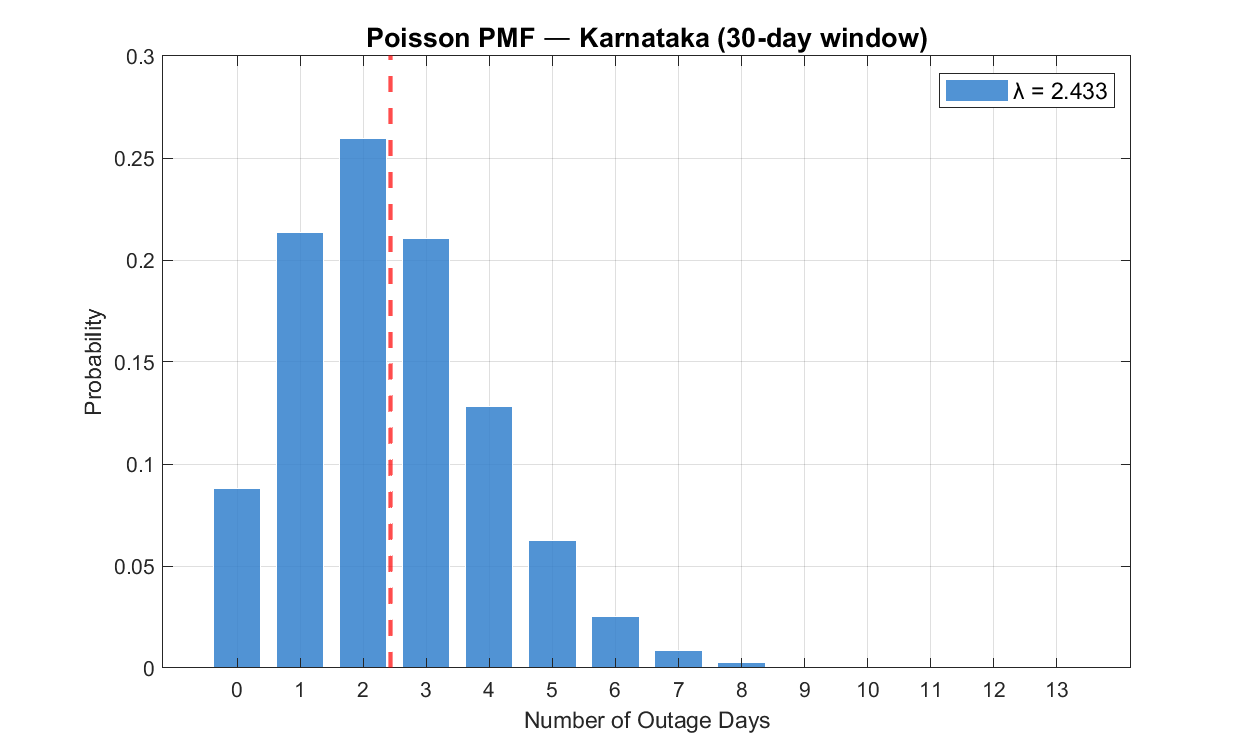 Poisson PMF — Karnataka (30-day window)
λ = 2.433
0.3
0.25
0.2
0.15
0.1
0.05
0
Probability
0 1 2 3 4 5 6 7 8 9 10 11 12 13
Number of Outage Days